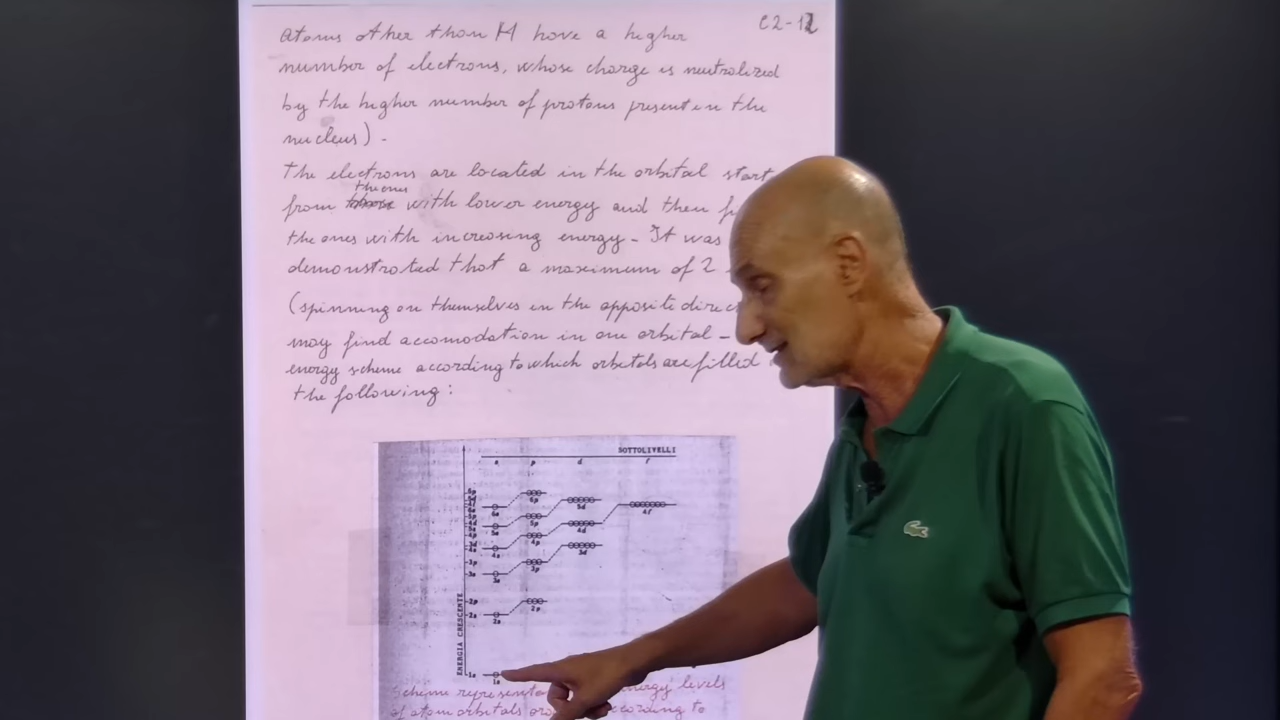 C2-12
atoms other than H have a higher
number of electrons, whose charge is neutralized
by the higher number of protons present in the
nucleus) -
The electrons are located in the orbital start
the ones
from with lower energy and then f
the ones with increasing energy - It was
demonstrated that a maximum of 2
(spinning on themselves in the opposite direc
may find accomodation in one orbital -
energy scheme according to which orbitals are filled
the following:
SOTTOLIVELLI
s p d f
6p
6s 5d 4f
5p
5s 4d
4p
4s 3d
3p
3s
2p
2s
1s
ENERGIA CRESCENTE
Scheme represent energy levels
of atom orbitals according to